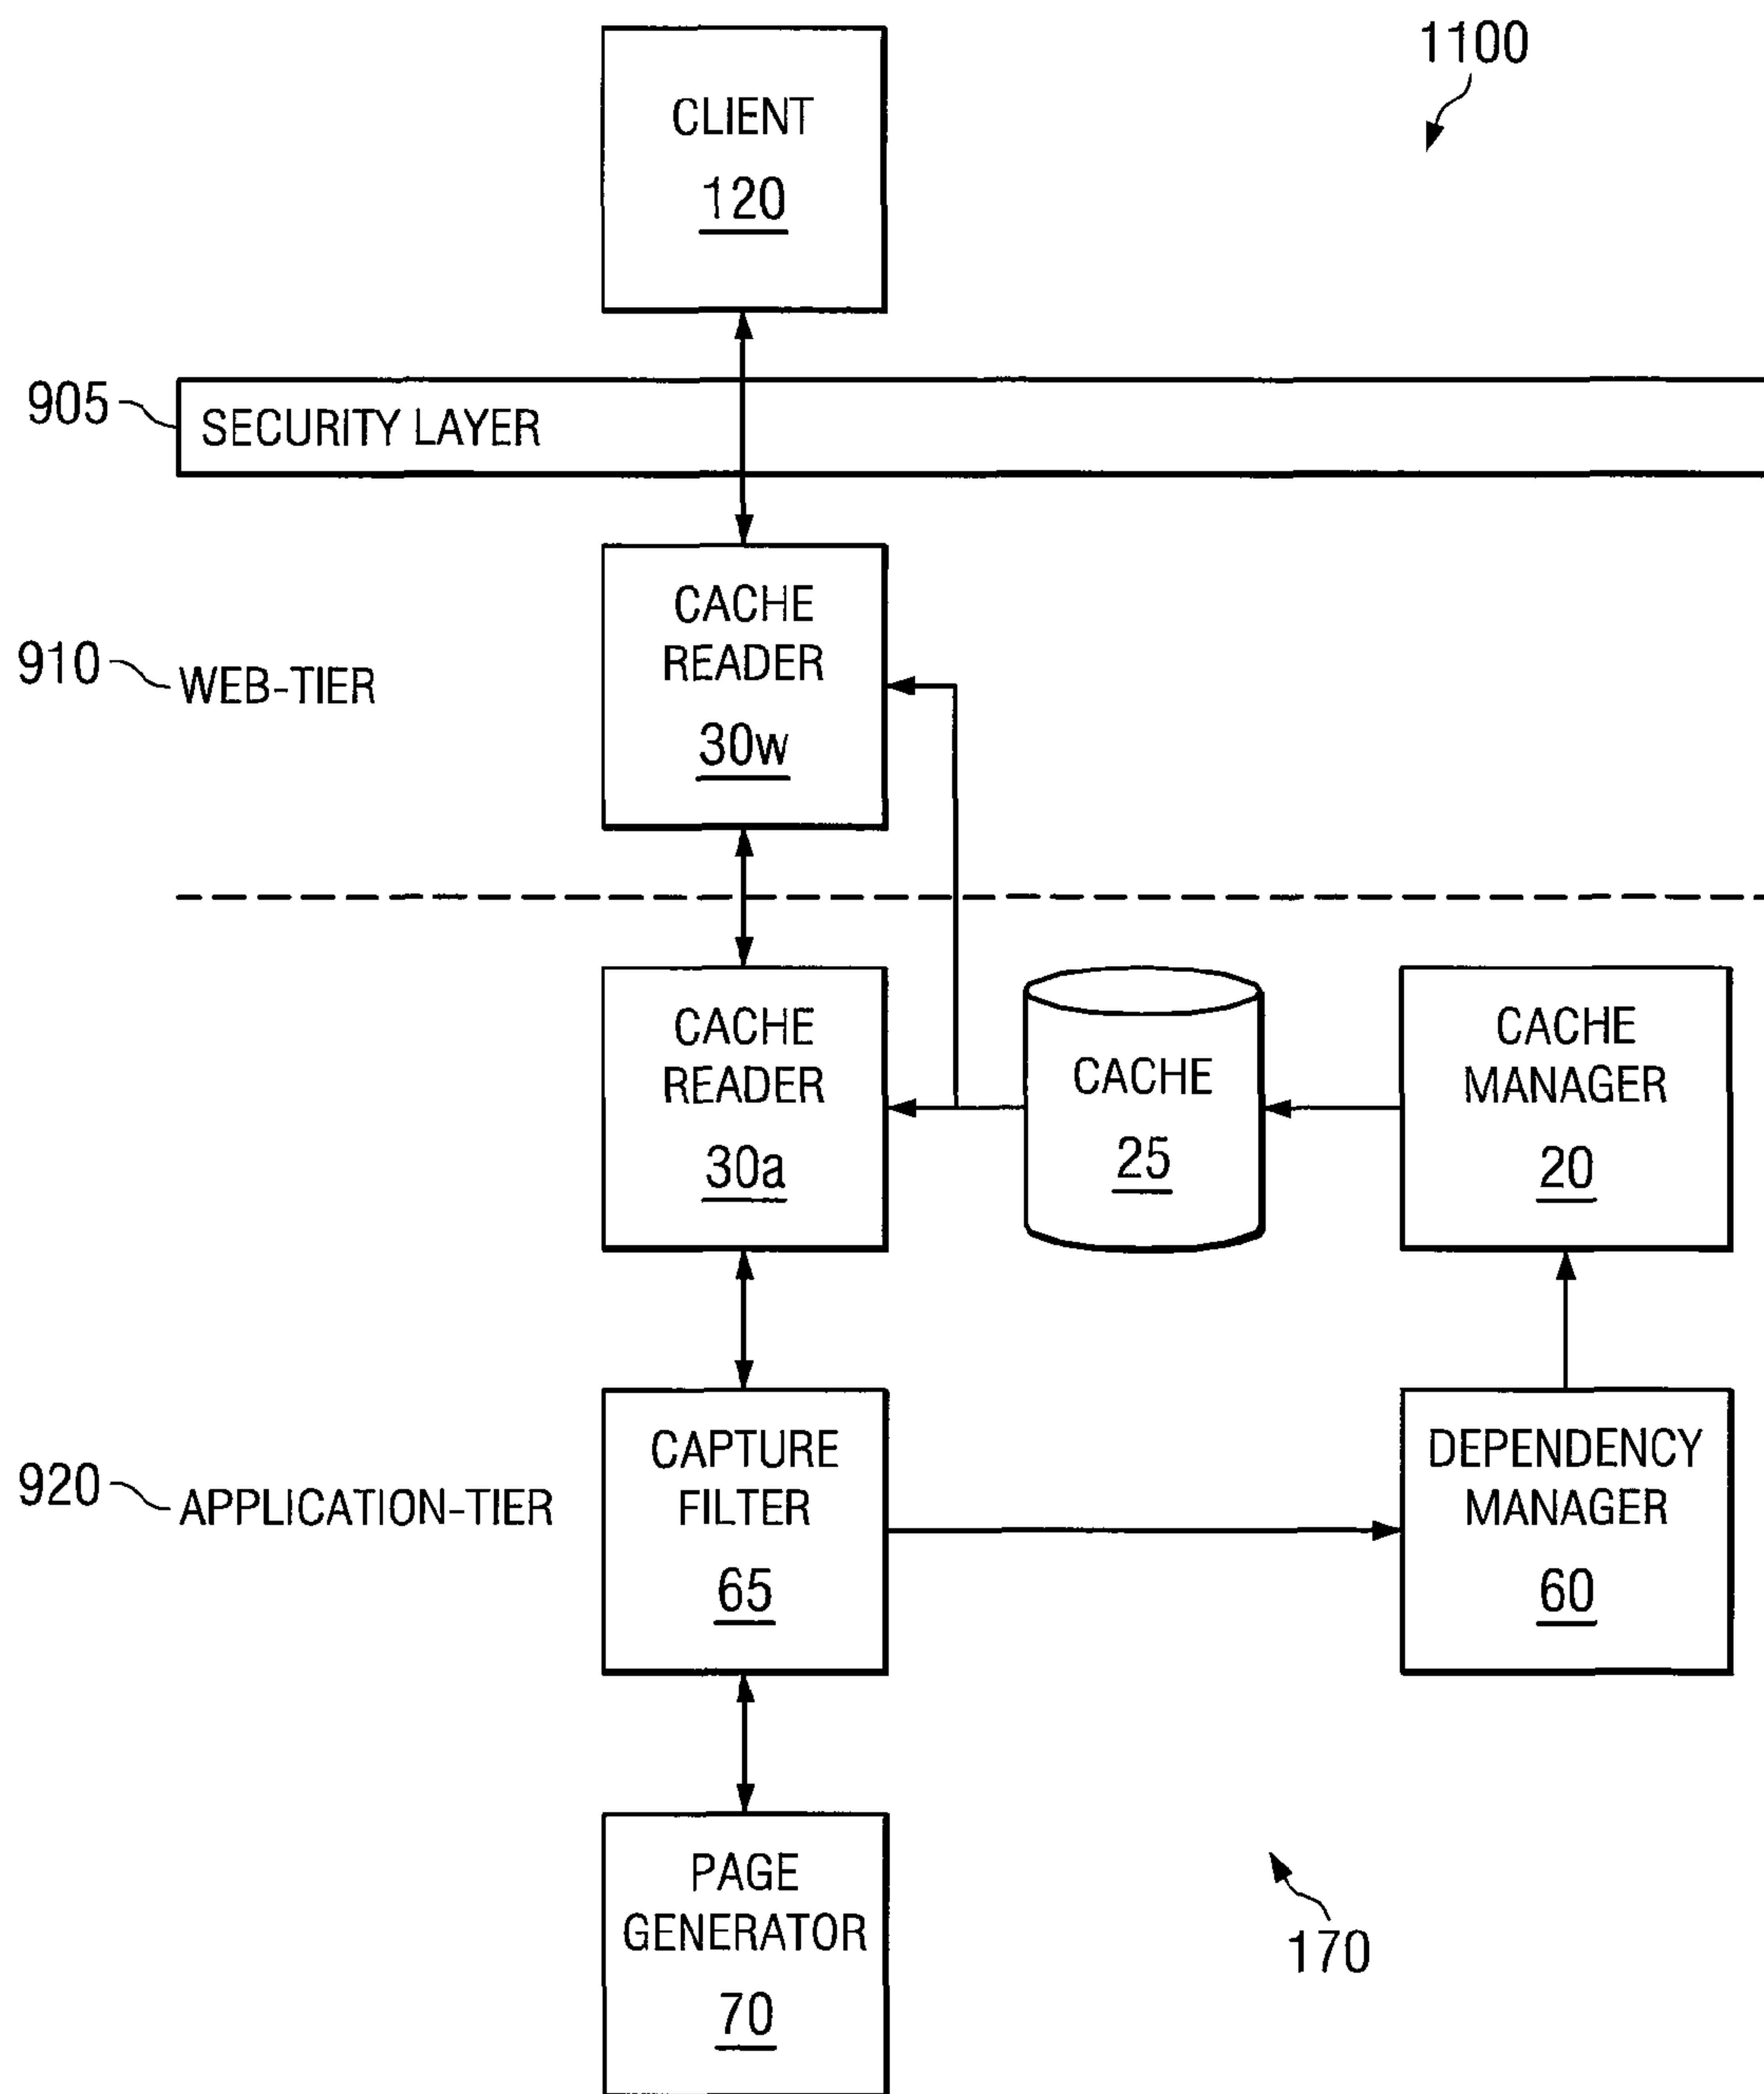 1100
CLIENT
120
905
SECURITY LAYER
CACHE
READER
30w
910
WEB-TIER
CACHE
READER
30a
CACHE
25
CACHE
MANAGER
20
920
APPLICATION-TIER
CAPTURE
FILTER
65
DEPENDENCY
MANAGER
60
PAGE
GENERATOR
70
170